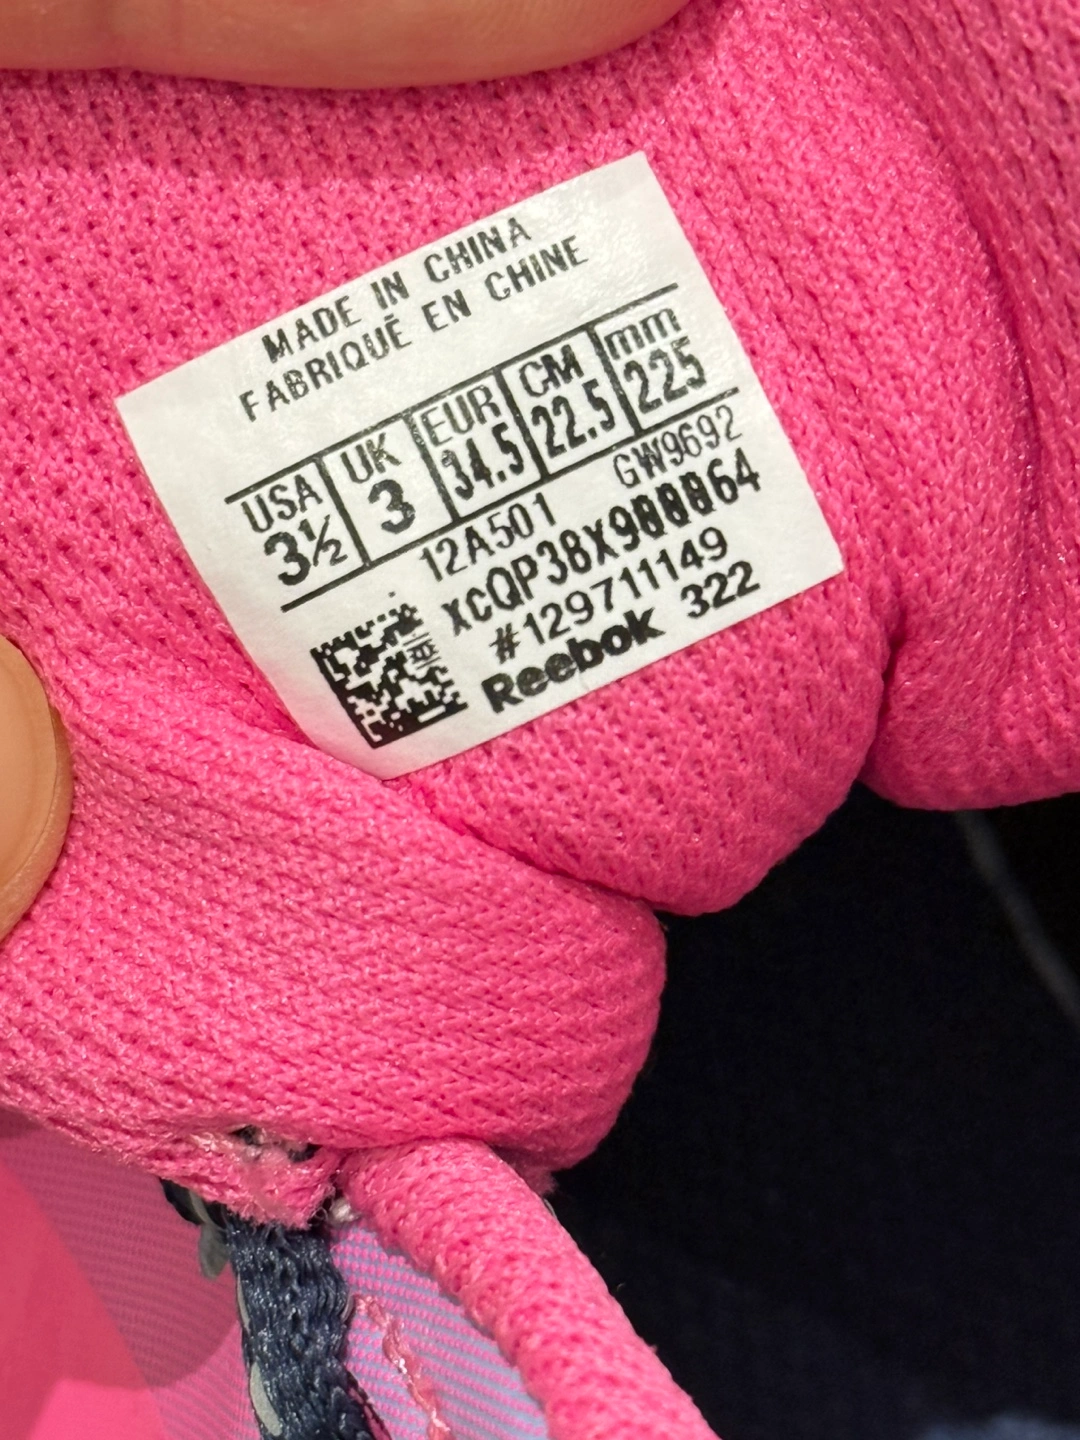 MADE IN CHINA
FABRIQUÉ EN CHINE
USA UK EUR CM mm
3½ 3 34.5 22.5 225
12A501 GW9692
#129711149
Reebok 322